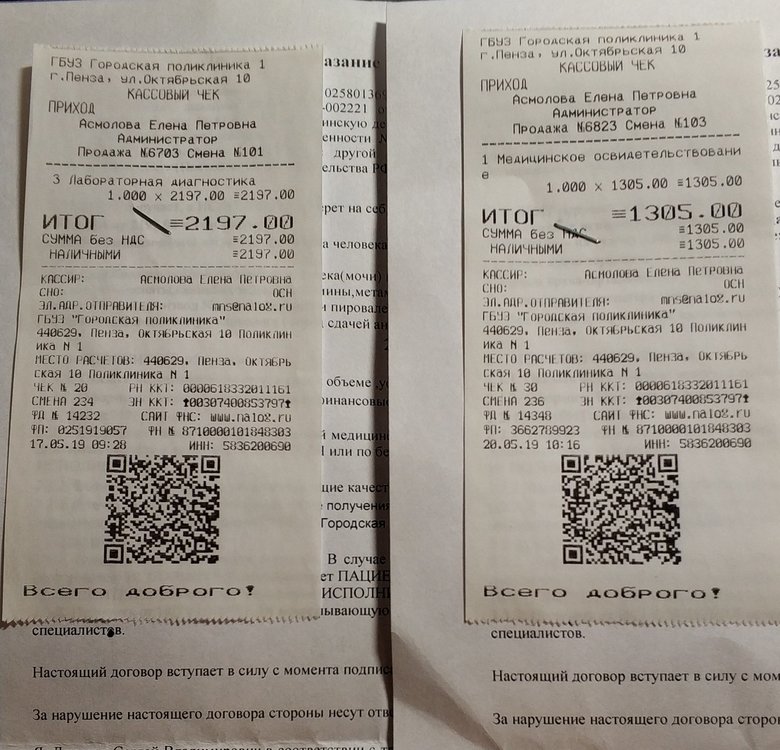 ГБУЗ Городская поликлиника 1
г.Пенза, ул.Октябрьская 10
КАССОВЫЙ ЧЕК
ПРИХОД
Асмолова Елена Петровна
Администратор
Продажа №6703 Смена №101
3 Лабораторная диагностика
1.000 x 2197.00 ≡2197.00
ИТОГ ≡2197.00
СУММА без НДС ≡2197.00
НАЛИЧНЫМИ ≡2197.00
КАССИР: Асмолова Елена Петровна
СНО: ОСН
ЭЛ.АДР.ОТПРАВИТЕЛЯ: mns@nalog.ru
ГБУЗ "Городская поликлиника"
440629, Пенза, Октябрьская 10 Поликлин
ика N 1
МЕСТО РАСЧЕТОВ: 440629, Пенза, Октябрь
ская 10 Поликлиника N 1
ЧЕК № 20 РН ККТ: 0000618332011161
СМЕНА 234 ЗН ККТ: 00307400853797
ФД № 14232 САЙТ ФНС: www.nalog.ru
ФП: 0251919057 ФН № 8710000101848303
17.05.19 09:28 ИНН: 5836200690
Всего доброго!
специалистов.
Настоящий договор вступает в силу с момента
За нарушение настоящего договора стороны несут
ГБУЗ Городская поликлиника 1
г.Пенза, ул.Октябрьская 10
КАССОВЫЙ ЧЕК
ПРИХОД
Асмолова Елена Петровна
Администратор
Продажа №6823 Смена №103
1 Медицинское освидетельствовани
е
1.000 x 1305.00 ≡1305.00
ИТОГ ≡1305.00
СУММА без НДС ≡1305.00
НАЛИЧНЫМИ ≡1305.00
КАССИР: Асмолова Елена Петровна
СНО: ОСН
ЭЛ.АДР.ОТПРАВИТЕЛЯ: mns@nalog.ru
ГБУЗ "Городская поликлиника"
440629, Пенза, Октябрьская 10 Поликлин
ика N 1
МЕСТО РАСЧЕТОВ: 440629, Пенза, Октябрь
ская 10 Поликлиника N 1
ЧЕК № 30 РН ККТ: 0000618332011161
СМЕНА 236 ЗН ККТ: 00307400853797
ФД № 14348 САЙТ ФНС: www.nalog.ru
ФП: 3662789923 ФН № 8710000101848303
20.05.19 10:16 ИНН: 5836200690
Всего доброго!
специалистов.
Настоящий договор вступает в силу с
За нарушение настоящего договора